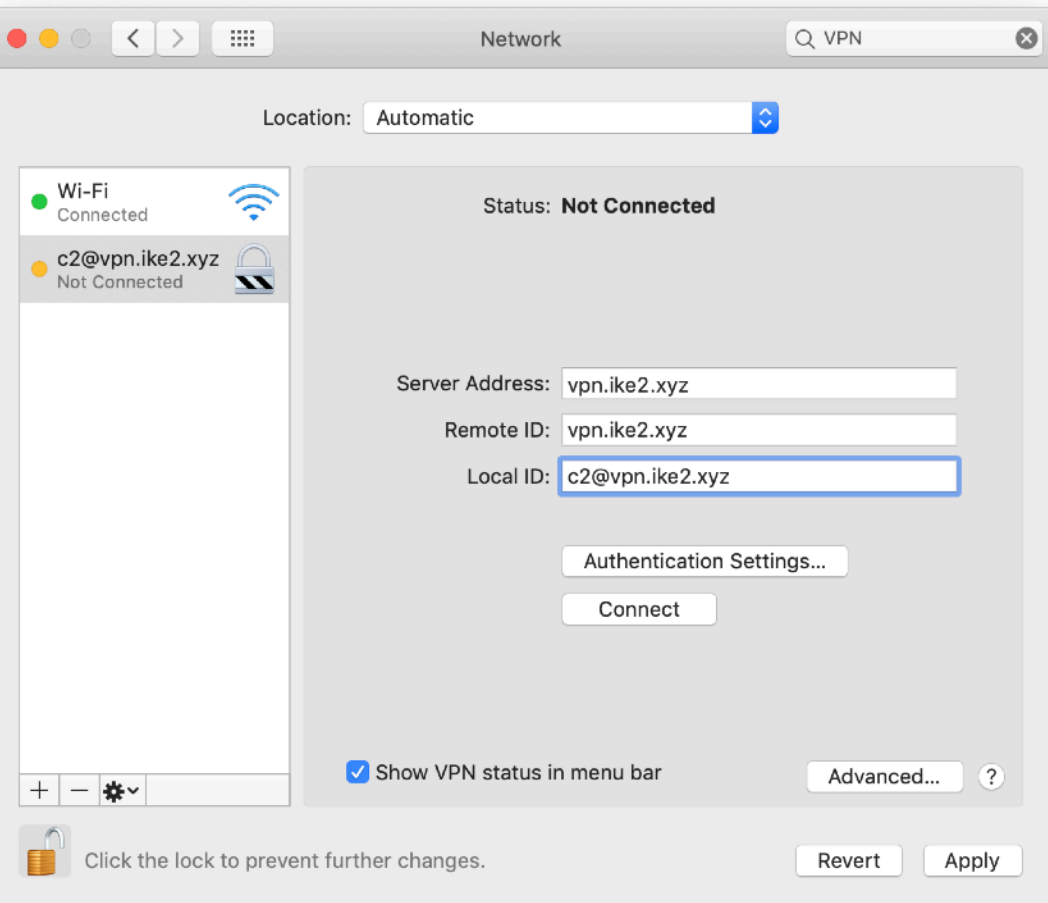 Network
VPN
Location: Automatic
Wi-Fi
Connected
c2@vpn.ike2.xyz
Not Connected
Status: Not Connected
Server Address: vpn.ike2.xyz
Remote ID: vpn.ike2.xyz
Local ID: c2@vpn.ike2.xyz
Authentication Settings...
Connect
Show VPN status in menu bar
Advanced...
?
Click the lock to prevent further changes.
Revert
Apply